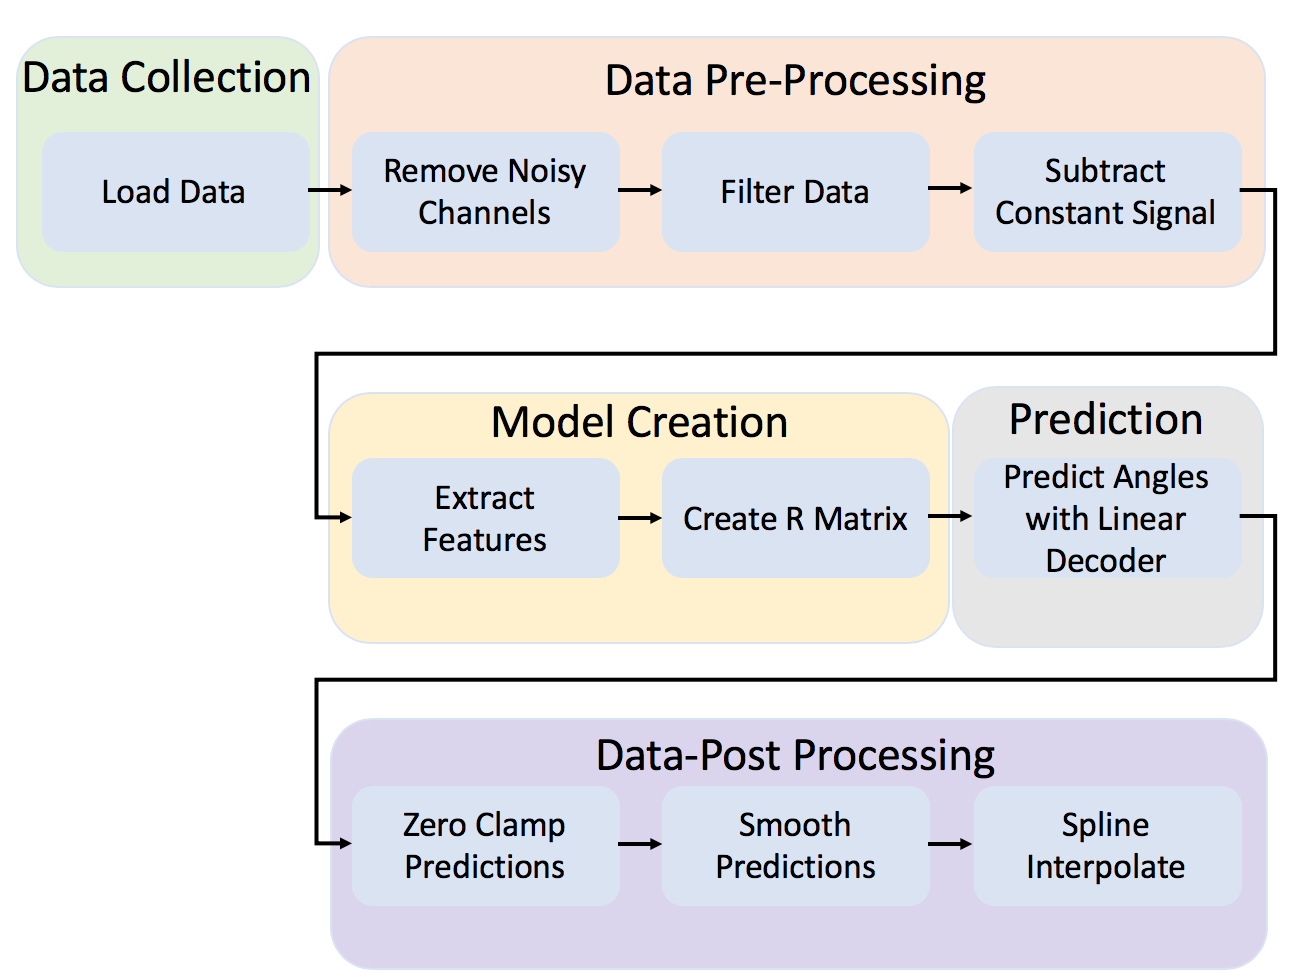 Data Collection
Data Pre-Processing
Load Data
Remove Noisy
Channels
Filter Data
Subtract
Constant Signal
Model Creation
Prediction
Extract
Features
Create R Matrix
Predict Angles
with Linear
Decoder
Data-Post Processing
Zero Clamp
Predictions
Smooth
Predictions
Spline
Interpolate